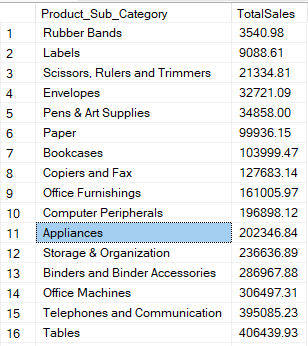 Product_Sub_Category TotalSales
1 Rubber Bands 3540.98
2 Labels 9088.61
3 Scissors, Rulers and Trimmers 21334.81
4 Envelopes 32721.09
5 Pens & Art Supplies 34858.00
6 Paper 99936.15
7 Bookcases 103999.47
8 Copiers and Fax 127683.14
9 Office Furnishings 161005.97
10 Computer Peripherals 196898.12
11 Appliances 202346.84
12 Storage & Organization 236636.89
13 Binders and Binder Accessories 286967.88
14 Office Machines 306497.31
15 Telephones and Communication 395085.23
16 Tables 406439.93